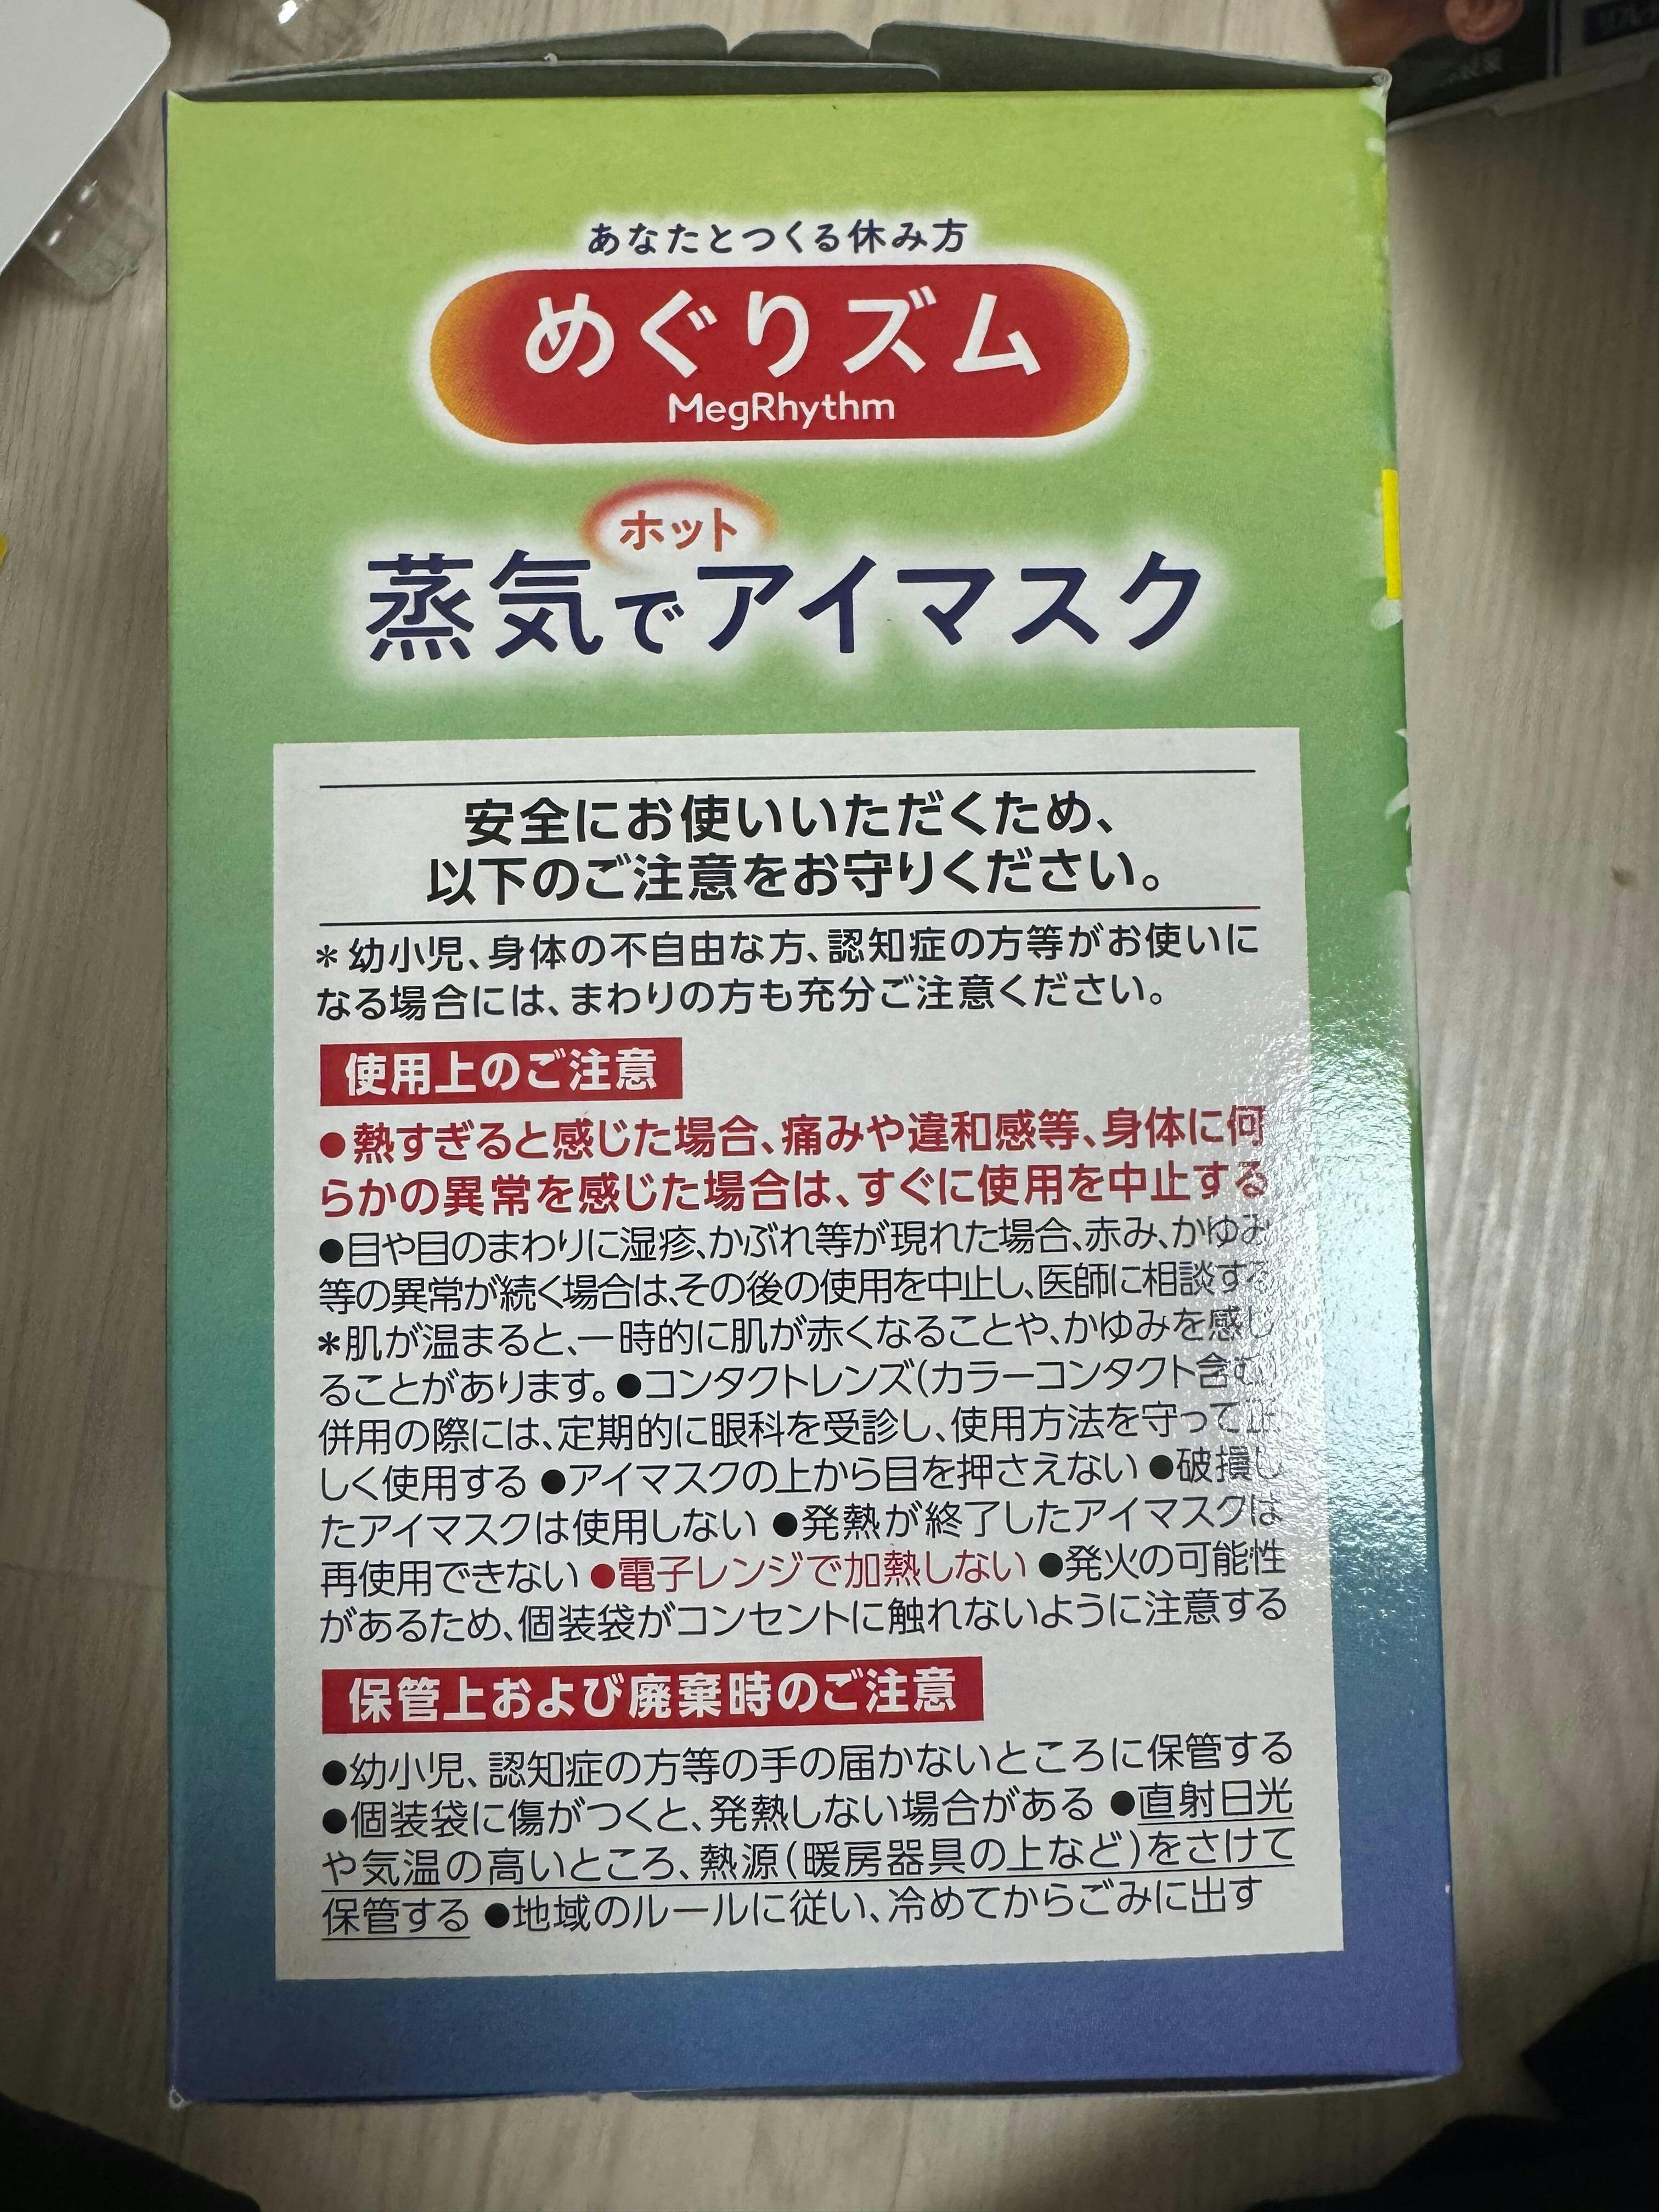 あなたとつくる休み方
めぐりズム
MegRhythm
ホット
蒸気でアイマスク
安全にお使いいただくため、
以下のご注意をお守りください。
＊幼小児、身体の不自由な方、認知症の方等がお使いに
なる場合には、まわりの方も充分ご注意ください。
使用上のご注意
●熱すぎると感じた場合、痛みや違和感等、身体に何
らかの異常を感じた場合は、すぐに使用を中止する
●目や目のまわりに湿疹、かぶれ等が現れた場合、赤み、かゆみ
等の異常が続く場合は、その後の使用を中止し、医師に相談する
＊肌が温まると、一時的に肌が赤くなることや、かゆみを感じ
ることがあります。●コンタクトレンズ(カラーコンタクト含む)
併用の際には、定期的に眼科を受診し、使用方法を守って正
しく使用する ●アイマスクの上から目を押さえない ●破損し
たアイマスクは使用しない ●発熱が終了したアイマスクは
再使用できない ●電子レンジで加熱しない ●発火の可能性
があるため、個装袋がコンセントに触れないように注意する
保管上および廃棄時のご注意
●幼小児、認知症の方等の手の届かないところに保管する
●個装袋に傷がつくと、発熱しない場合がある ●直射日光
や気温の高いところ、熱源(暖房器具の上など)をさけて
保管する ●地域のルールに従い、冷めてからごみに出す